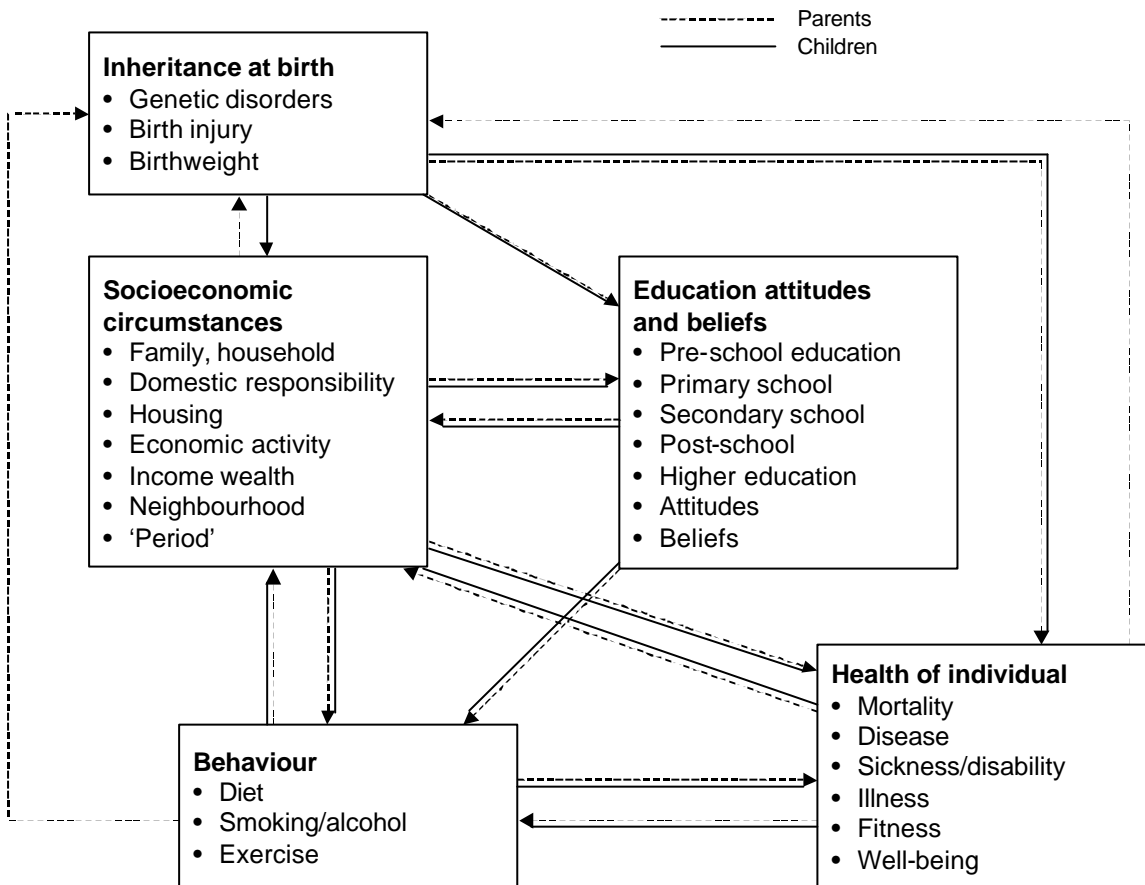 Parents
Children
Inheritance at birth
• Genetic disorders
• Birth injury
• Birthweight
Socioeconomic
circumstances
• Family, household
• Domestic responsibility
• Housing
• Economic activity
• Income wealth
• Neighbourhood
• ‘Period’
Education attitudes
and beliefs
• Pre-school education
• Primary school
• Secondary school
• Post-school
• Higher education
• Attitudes
• Beliefs
Behaviour
• Diet
• Smoking/alcohol
• Exercise
Health of individual
• Mortality
• Disease
• Sickness/disability
• Illness
• Fitness
• Well-being